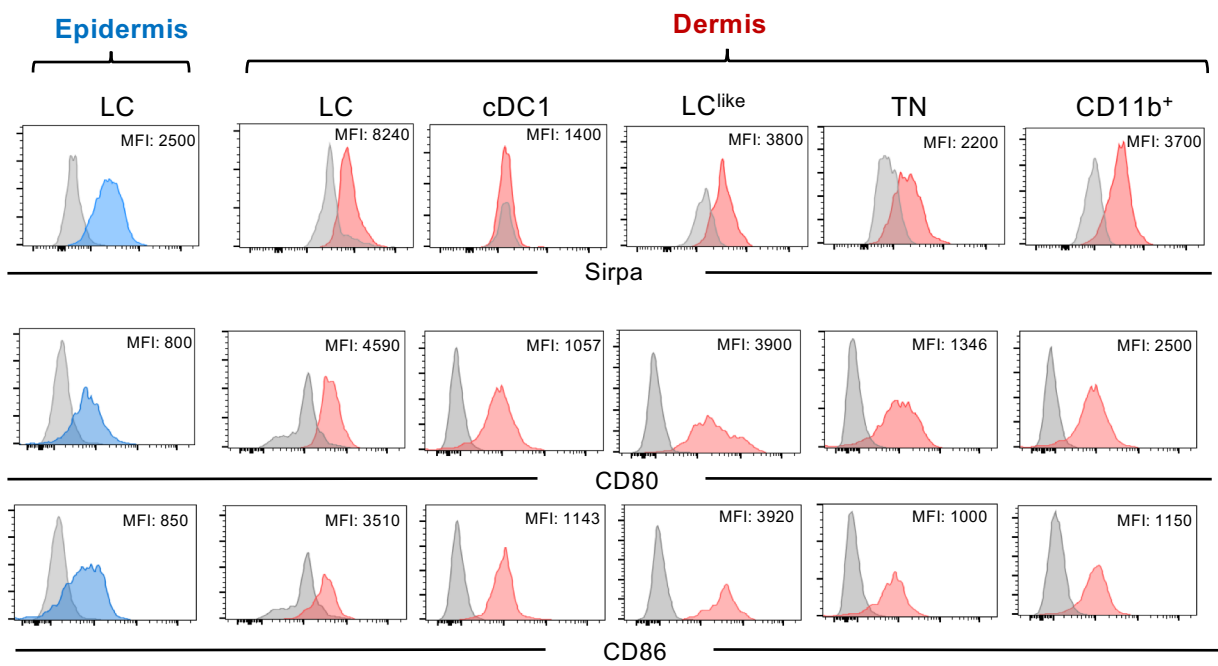 Epidermis Dermis
LC LC cDC1 LClike TN CD11b+
MFI: 2500 MFI: 8240 MFI: 1400 MFI: 3800 MFI: 2200 MFI: 3700
Sirpa
MFI: 800 MFI: 4590 MFI: 1057 MFI: 3900 MFI: 1346 MFI: 2500
CD80
MFI: 850 MFI: 3510 MFI: 1143 MFI: 3920 MFI: 1000 MFI: 1150
CD86